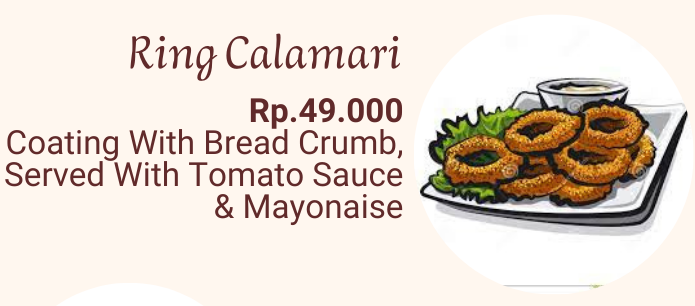 Ring Calamari
Rp.49.000
Coating With Bread Crumb,
Served With Tomato Sauce
& Mayonaise